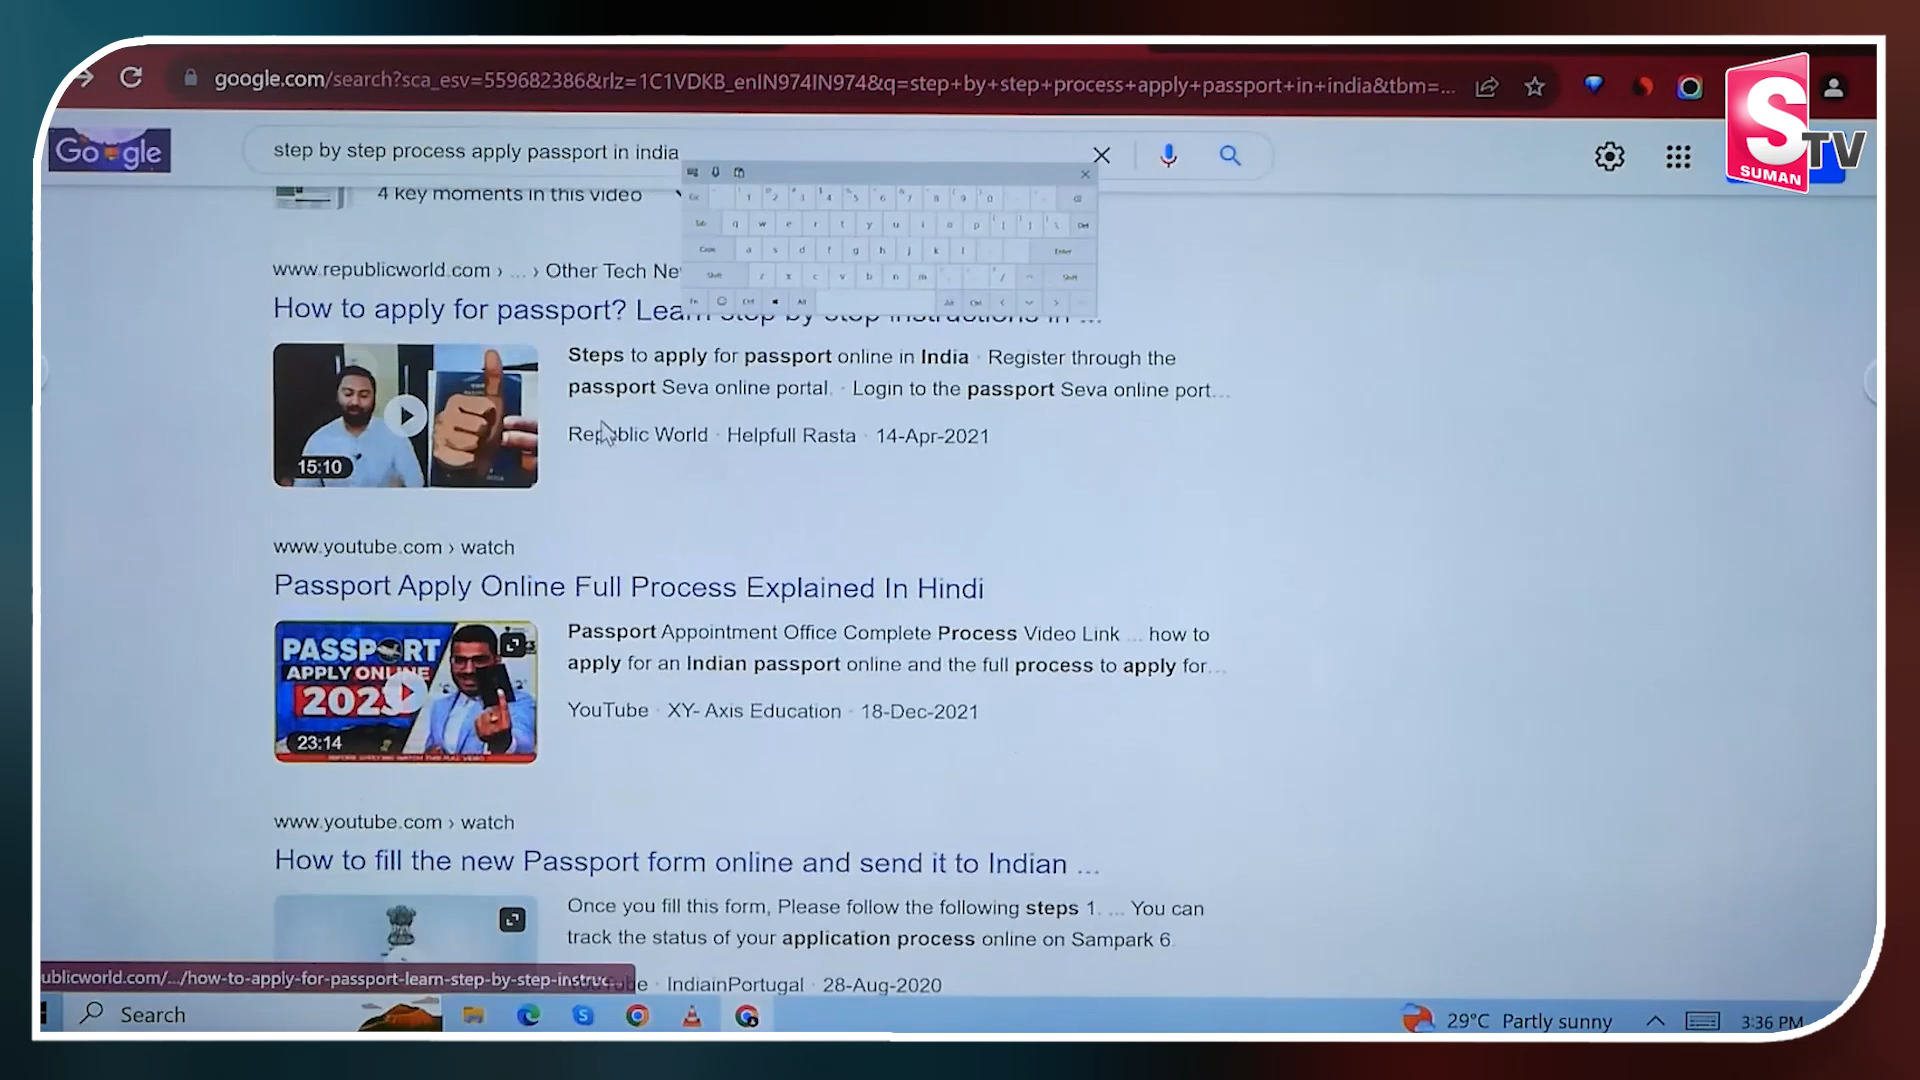 google.com/search?sca_esv=559682386&rlz=1C1VDKB_enIN974IN974&q=step+by+step+process+apply+passport+in+india&tbm=...
S
TV
SUMAN
Google
step by step process apply passport in india
4 key moments in this video
www.republicworld.com › ... › Other Tech Ne
How to apply for passport? Learn step by step instructions in ...
Steps to apply for passport online in India · Register through the
passport Seva online portal. · Login to the passport Seva online port...
Republic World · Helpfull Rasta · 14-Apr-2021
15:10
www.youtube.com › watch
Passport Apply Online Full Process Explained In Hindi
PASSPORT
APPLY ONLINE
2023
23:14
Passport Appointment Office Complete Process Video Link ... how to
apply for an Indian passport online and the full process to apply for...
YouTube · XY- Axis Education · 18-Dec-2021
www.youtube.com › watch
How to fill the new Passport form online and send it to Indian ...
Once you fill this form, Please follow the following steps 1. ... You can
track the status of your application process online on Sampark 6.
IndiainPortugal · 28-Aug-2020
ublicworld.com/.../how-to-apply-for-passport-learn-step-by-step-instruc...
Search
29°C Partly sunny
3:36 PM